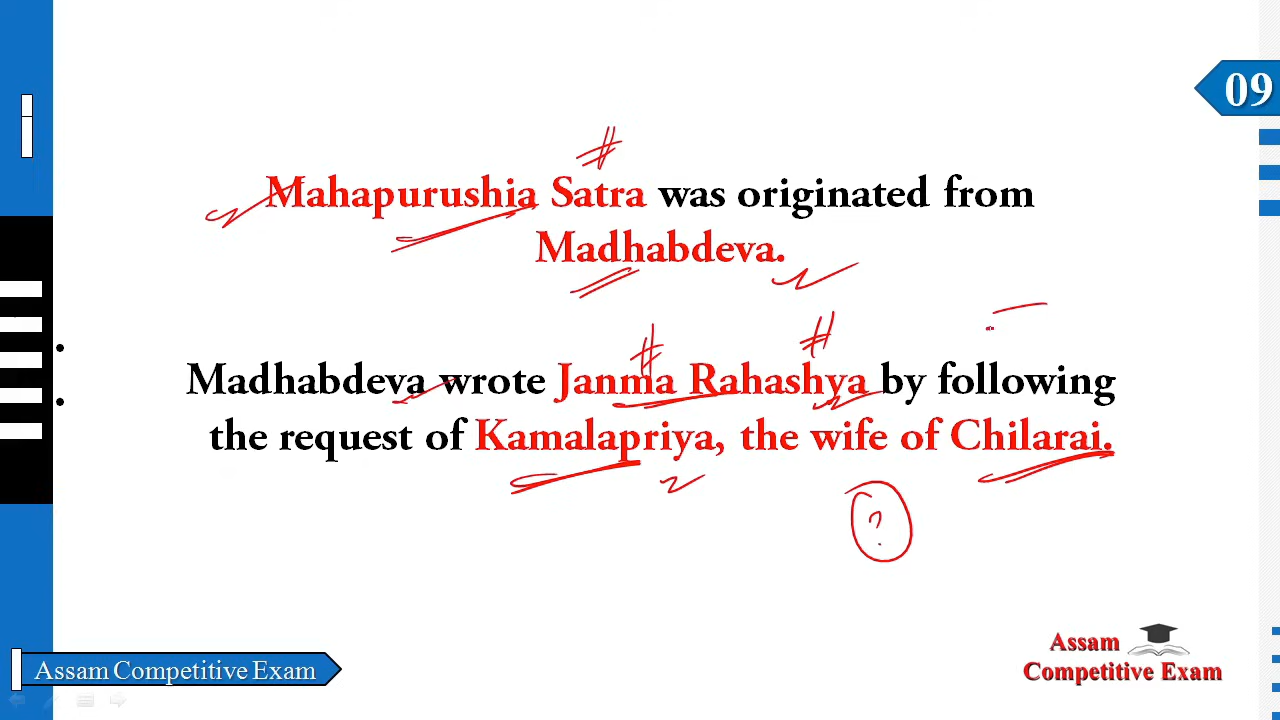 09
Mahapurushia Satra was originated from
Madhabdeva.
Madhabdeva wrote Janma Rahashya by following
the request of Kamalapriya, the wife of Chilarai.
?
Assam Competitive Exam
Assam
Competitive Exam